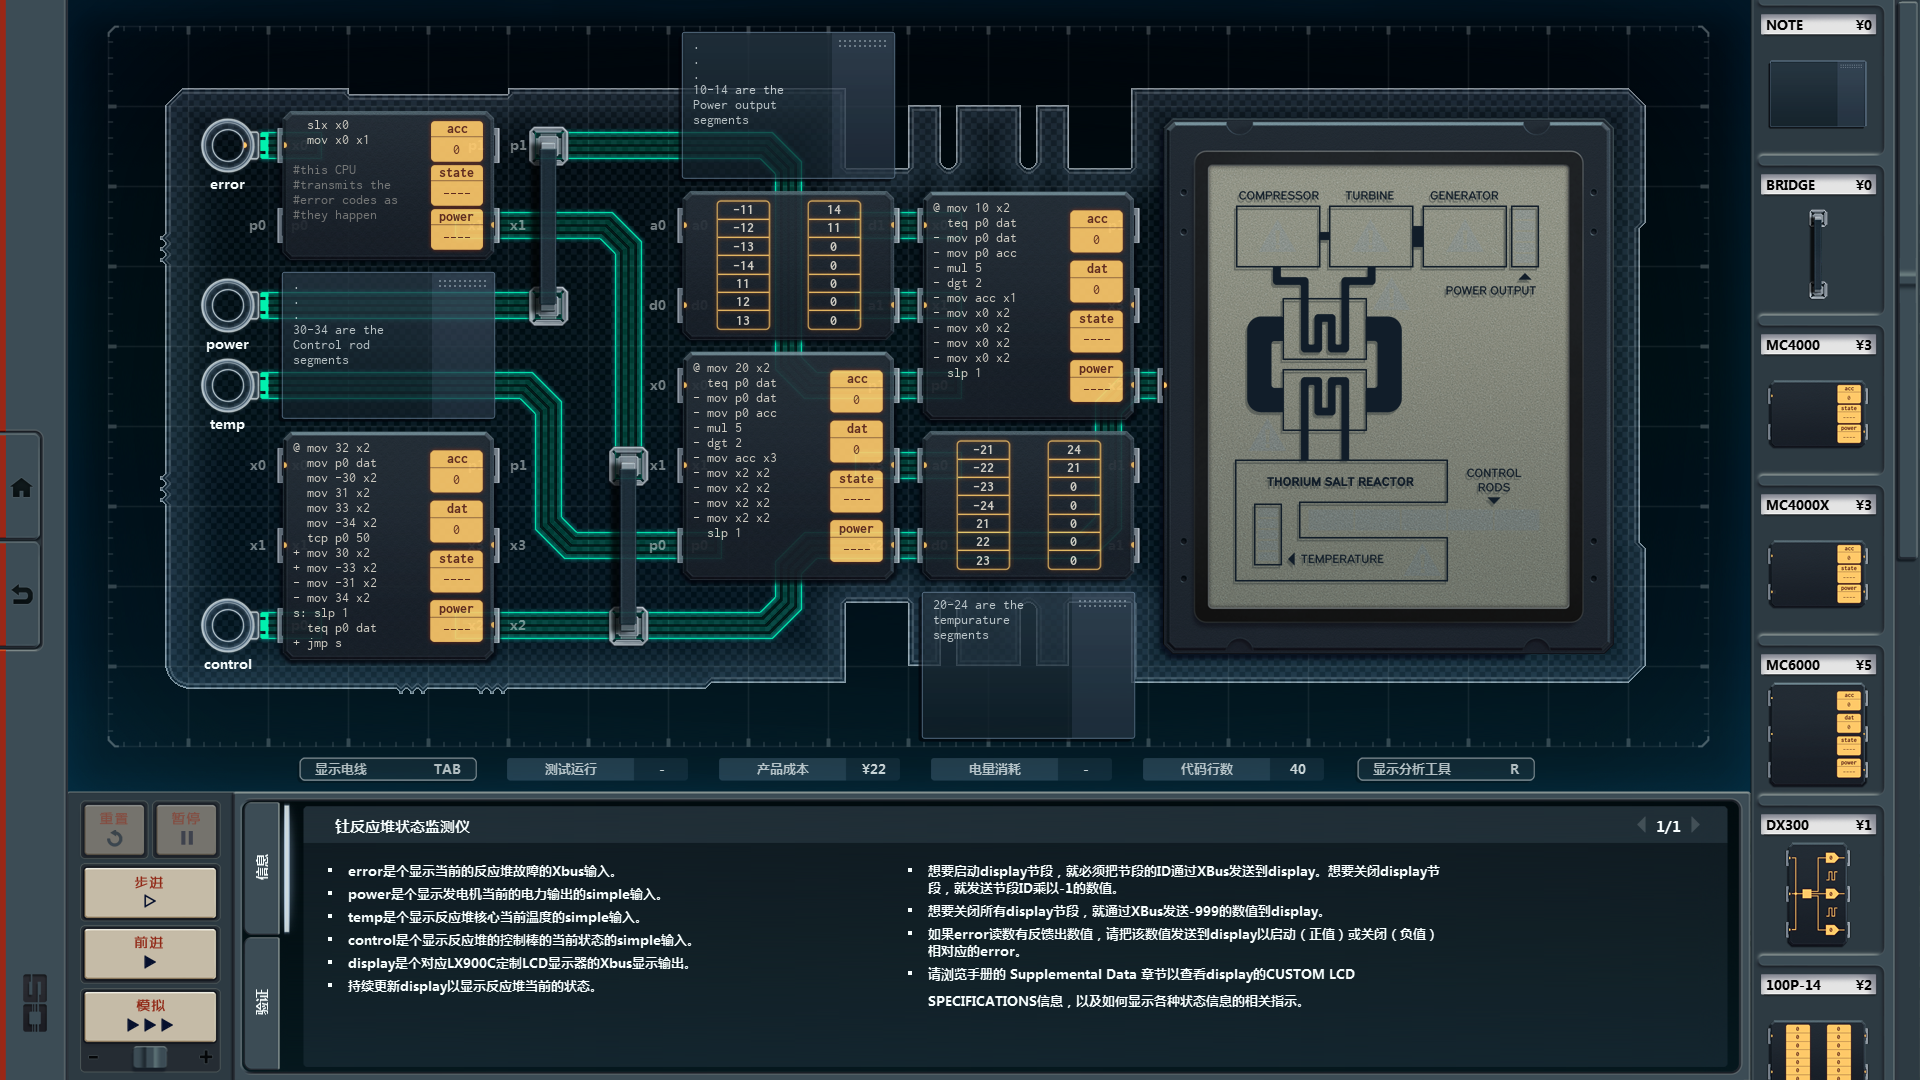 error
power
temp
control
slx x0
mov x0 x1
#this CPU
#transmits the
#error codes as
#they happen
acc
0
state
----
power
----
p1
p0
x1
.
.
.
30-34 are the
Control rod
segments
@ mov 32 x2
mov p0 dat
mov -30 x2
mov 31 x2
mov 33 x2
mov -34 x2
tcp p0 50
+ mov 30 x2
+ mov -33 x2
- mov -31 x2
- mov 34 x2
s: slp 1
teq p0 dat
+ jmp s
acc
0
dat
0
state
----
power
----
x0
x1
p1
x3
x2
.
.
.
10-14 are the
Power output
segments
a0
d0
-11 14
-12 11
-13 0
-14 0
11 0
12 0
13 0
@ mov 20 x2
teq p0 dat
- mov p0 dat
- mov p0 acc
- mul 5
- dgt 2
- mov acc x3
- mov x2 x2
- mov x2 x2
- mov x2 x2
- mov x2 x2
slp 1
acc
0
dat
0
state
----
power
----
x0
x1
p0
@ mov 10 x2
teq p0 dat
- mov p0 dat
- mov p0 acc
- mul 5
- dgt 2
- mov acc x1
- mov x0 x2
- mov x0 x2
- mov x0 x2
- mov x0 x2
slp 1
acc
0
dat
0
state
----
power
----
-21 24
-22 21
-23 0
-24 0
21 0
22 0
23 0
20-24 are the
tempurature
segments
COMPRESSOR TURBINE GENERATOR
POWER OUTPUT
THORIUM SALT REACTOR
CONTROL
RODS
TEMPERATURE
显示电线 TAB
测试运行 -
产品成本 ¥22
电量消耗 -
代码行数 40
显示分析工具 R
重置
暂停
步进
前进
模拟
- +
信息
验证
钍反应堆状态监测仪
1/1
▪ error是个显示当前的反应堆故障的Xbus输入。
▪ power是个显示发电机当前的电力输出的simple输入。
▪ temp是个显示反应堆核心当前温度的simple输入。
▪ control是个显示反应堆的控制棒的当前状态的simple输入。
▪ display是个对应LX900C定制LCD显示器的Xbus显示输出。
▪ 持续更新display以显示反应堆当前的状态。
▪ 想要启动display节段，就必须把节段的ID通过XBus发送到display。想要关闭display节
段，就发送节段ID乘以-1的数值。
▪ 想要关闭所有display节段，就通过XBus发送-999的数值到display。
▪ 如果error读数有反馈出数值，请把该数值发送到display以启动（正值）或关闭（负值）
相对应的error。
▪ 请浏览手册的 Supplemental Data 章节以查看display的CUSTOM LCD
SPECIFICATIONS信息，以及如何显示各种状态信息的相关指示。
NOTE ¥0
BRIDGE ¥0
MC4000 ¥3
MC4000X ¥3
MC6000 ¥5
DX300 ¥1
100P-14 ¥2